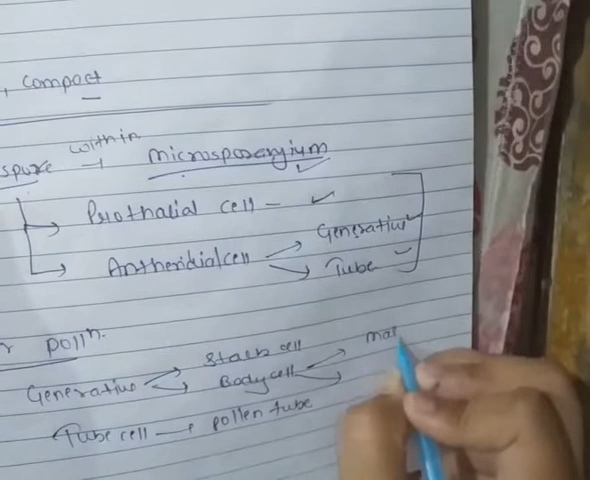 , compact
spore within → microsporangium
→ Prothalial cell - ✓
→ Antheridial cell → Generative
→ Tube
r polln.
Generative → Stalk cell
→ Body cell → mal
Tube cell → pollen tube